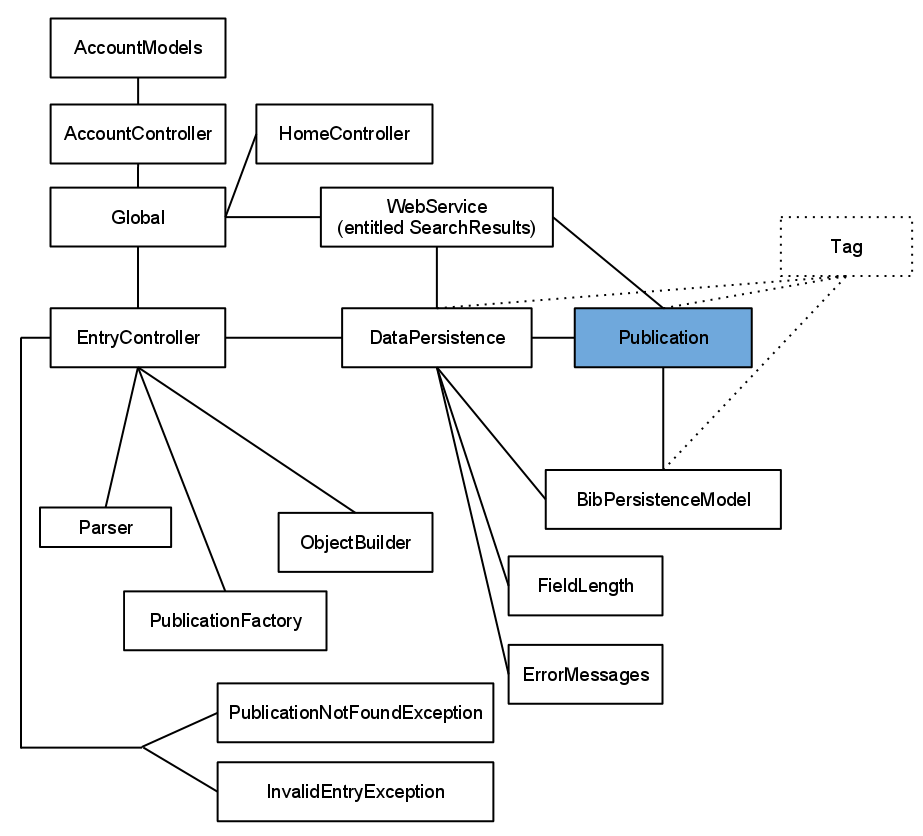 AccountModels
AccountController
HomeController
Global
WebService
(entitled SearchResults)
Tag
EntryController
DataPersistence
Publication
BibPersistenceModel
Parser
ObjectBuilder
FieldLength
PublicationFactory
ErrorMessages
PublicationNotFoundException
InvalidEntryException